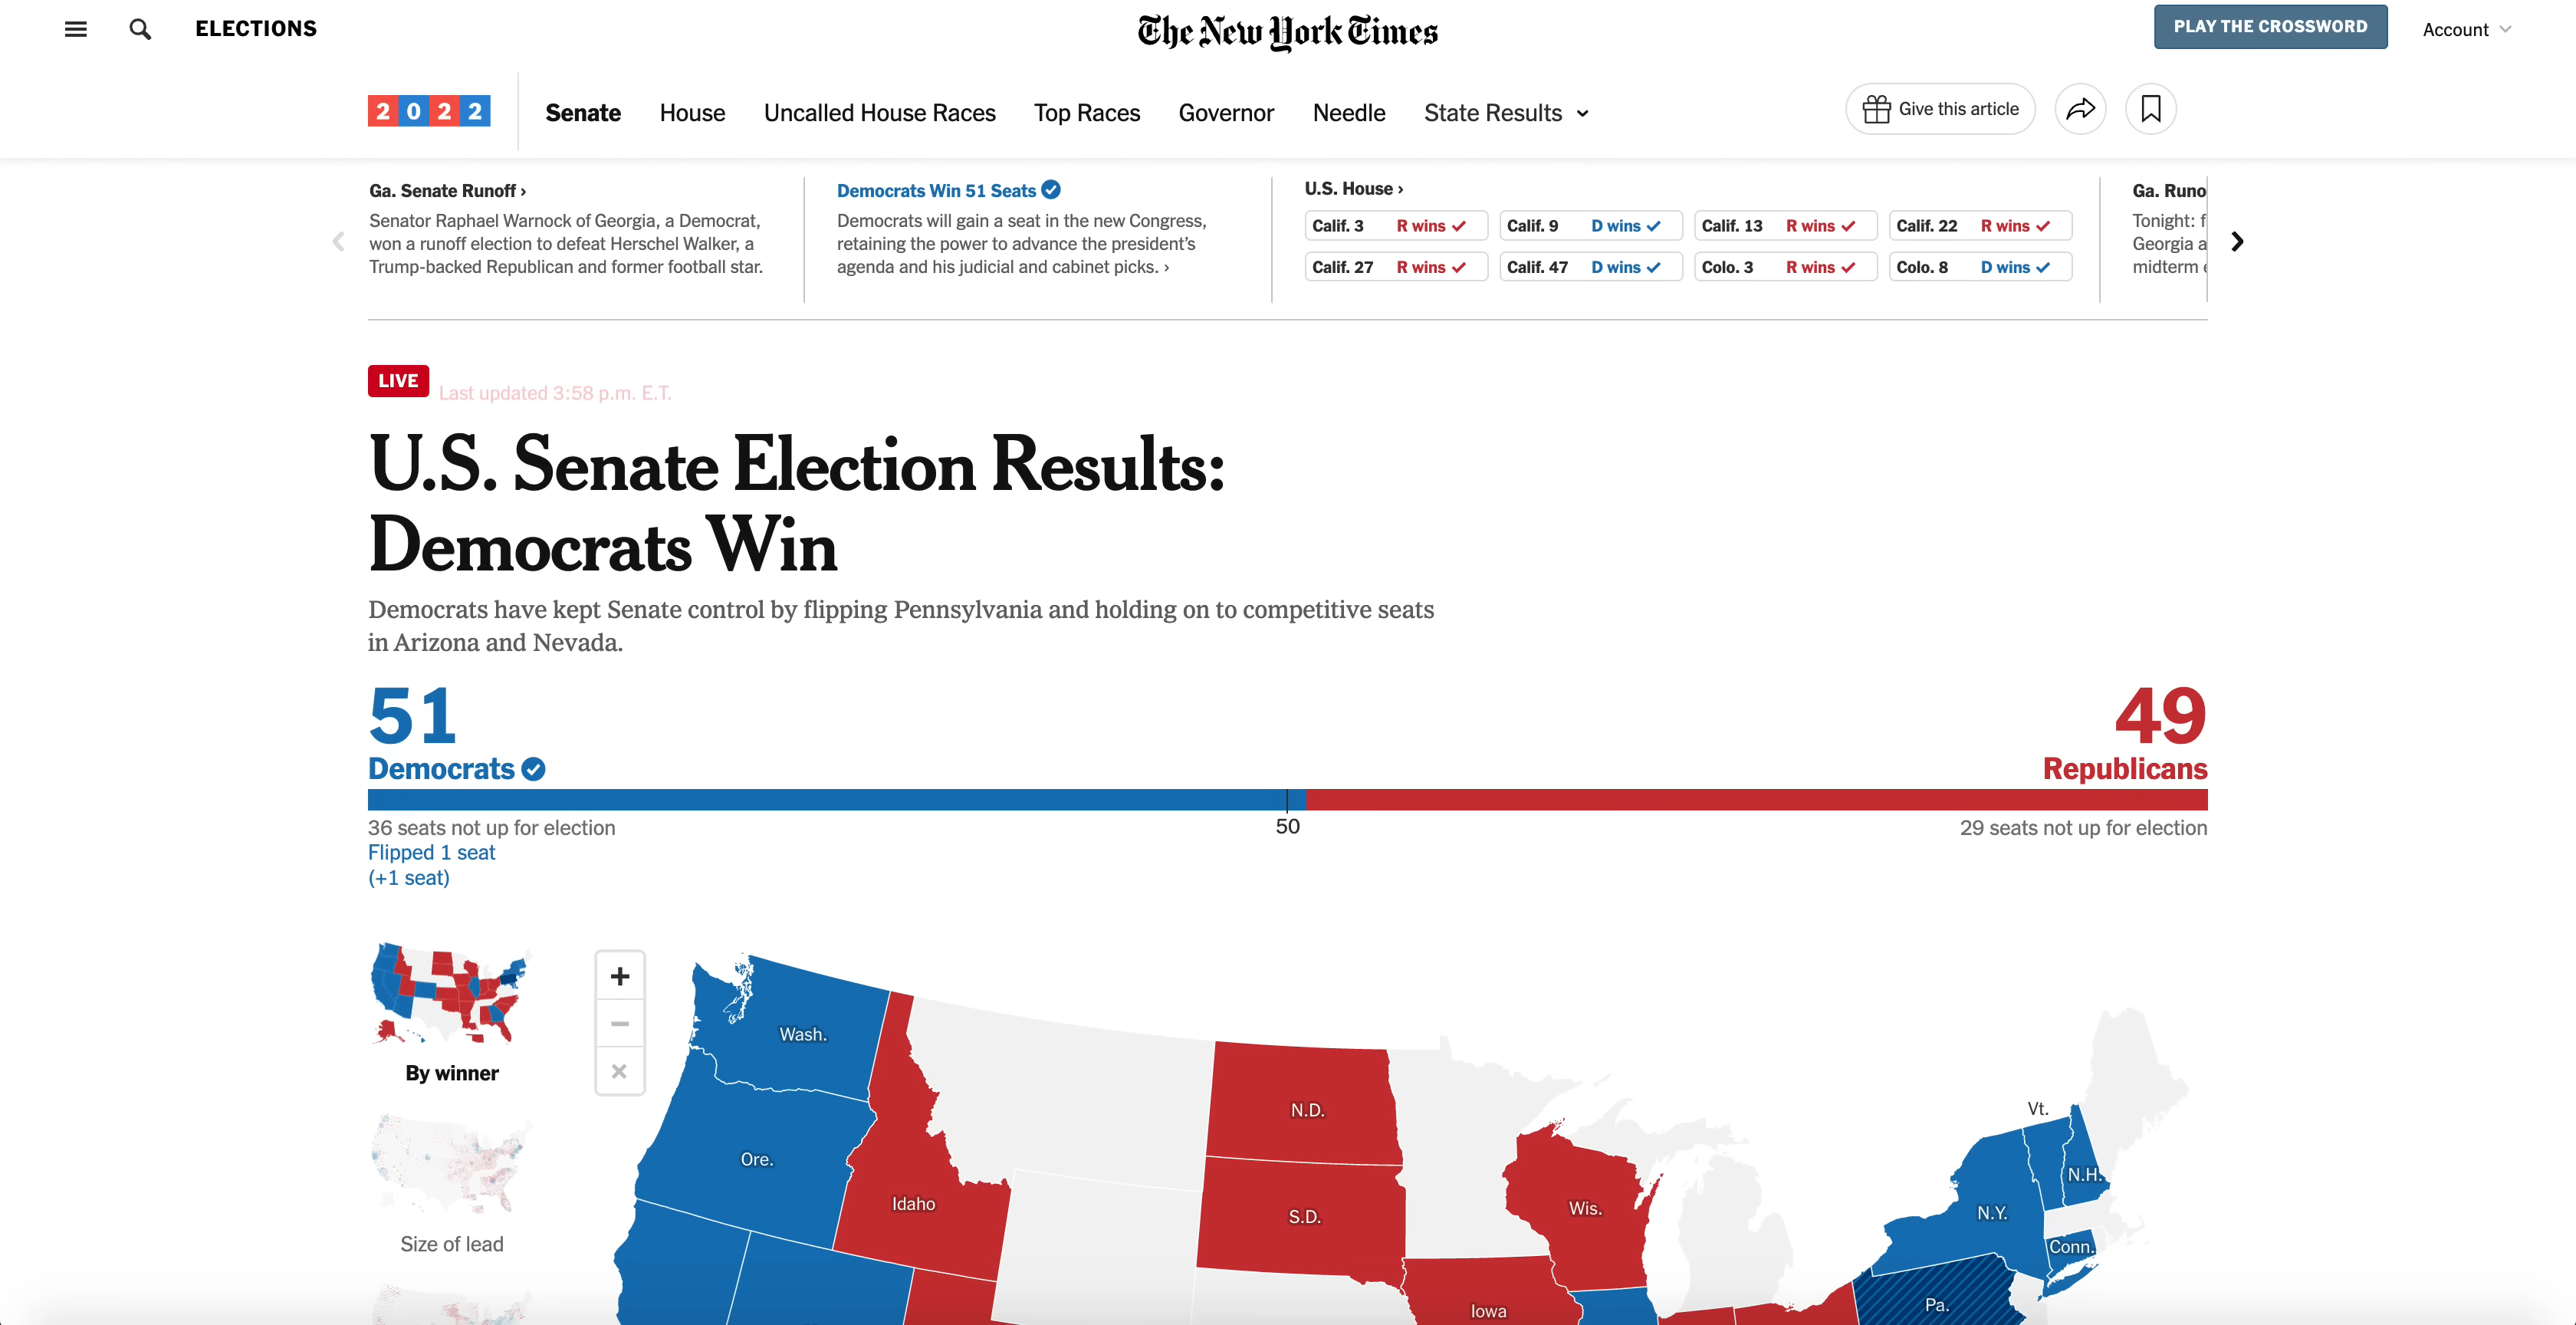 ELECTIONS
The New York Times
PLAY THE CROSSWORD
Account
2022
Senate
House
Uncalled House Races
Top Races
Governor
Needle
State Results
Give this article
Ga. Senate Runoff ›
Senator Raphael Warnock of Georgia, a Democrat,
won a runoff election to defeat Herschel Walker, a
Trump-backed Republican and former football star.
Democrats Win 51 Seats
Democrats will gain a seat in the new Congress,
retaining the power to advance the president’s
agenda and his judicial and cabinet picks. ›
U.S. House ›
Calif. 3 R wins ✓
Calif. 9 D wins ✓
Calif. 13 R wins ✓
Calif. 22 R wins ✓
Calif. 27 R wins ✓
Calif. 47 D wins ✓
Colo. 3 R wins ✓
Colo. 8 D wins ✓
Ga. Runo
Tonight: f
Georgia a
midterm
LIVE
Last updated 3:58 p.m. E.T.
U.S. Senate Election Results:
Democrats Win
Democrats have kept Senate control by flipping Pennsylvania and holding on to competitive seats
in Arizona and Nevada.
51
49
Democrats
Republicans
36 seats not up for election
50
29 seats not up for election
Flipped 1 seat
(+1 seat)
By winner
Size of lead
+
−
×
Wash.
Ore.
Idaho
N.D.
S.D.
Wis.
Iowa
Vt.
N.H.
N.Y.
Conn.
Pa.